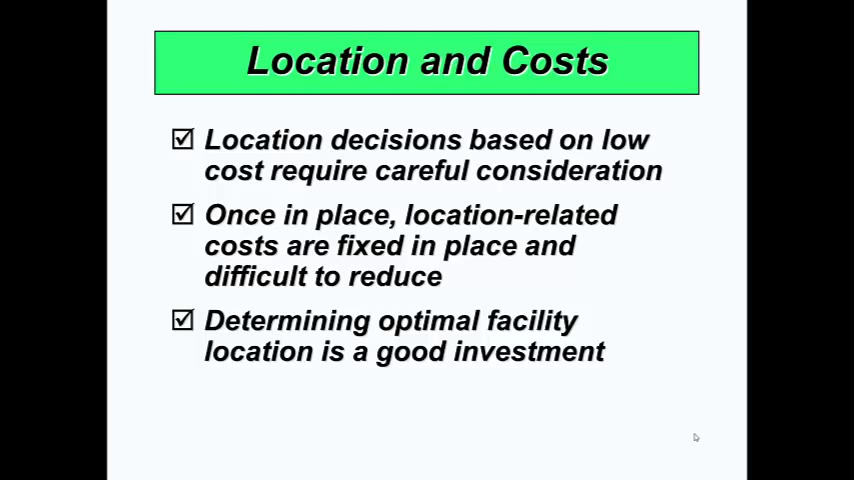 Location and Costs
Location decisions based on low
cost require careful consideration
Once in place, location-related
costs are fixed in place and
difficult to reduce
Determining optimal facility
location is a good investment